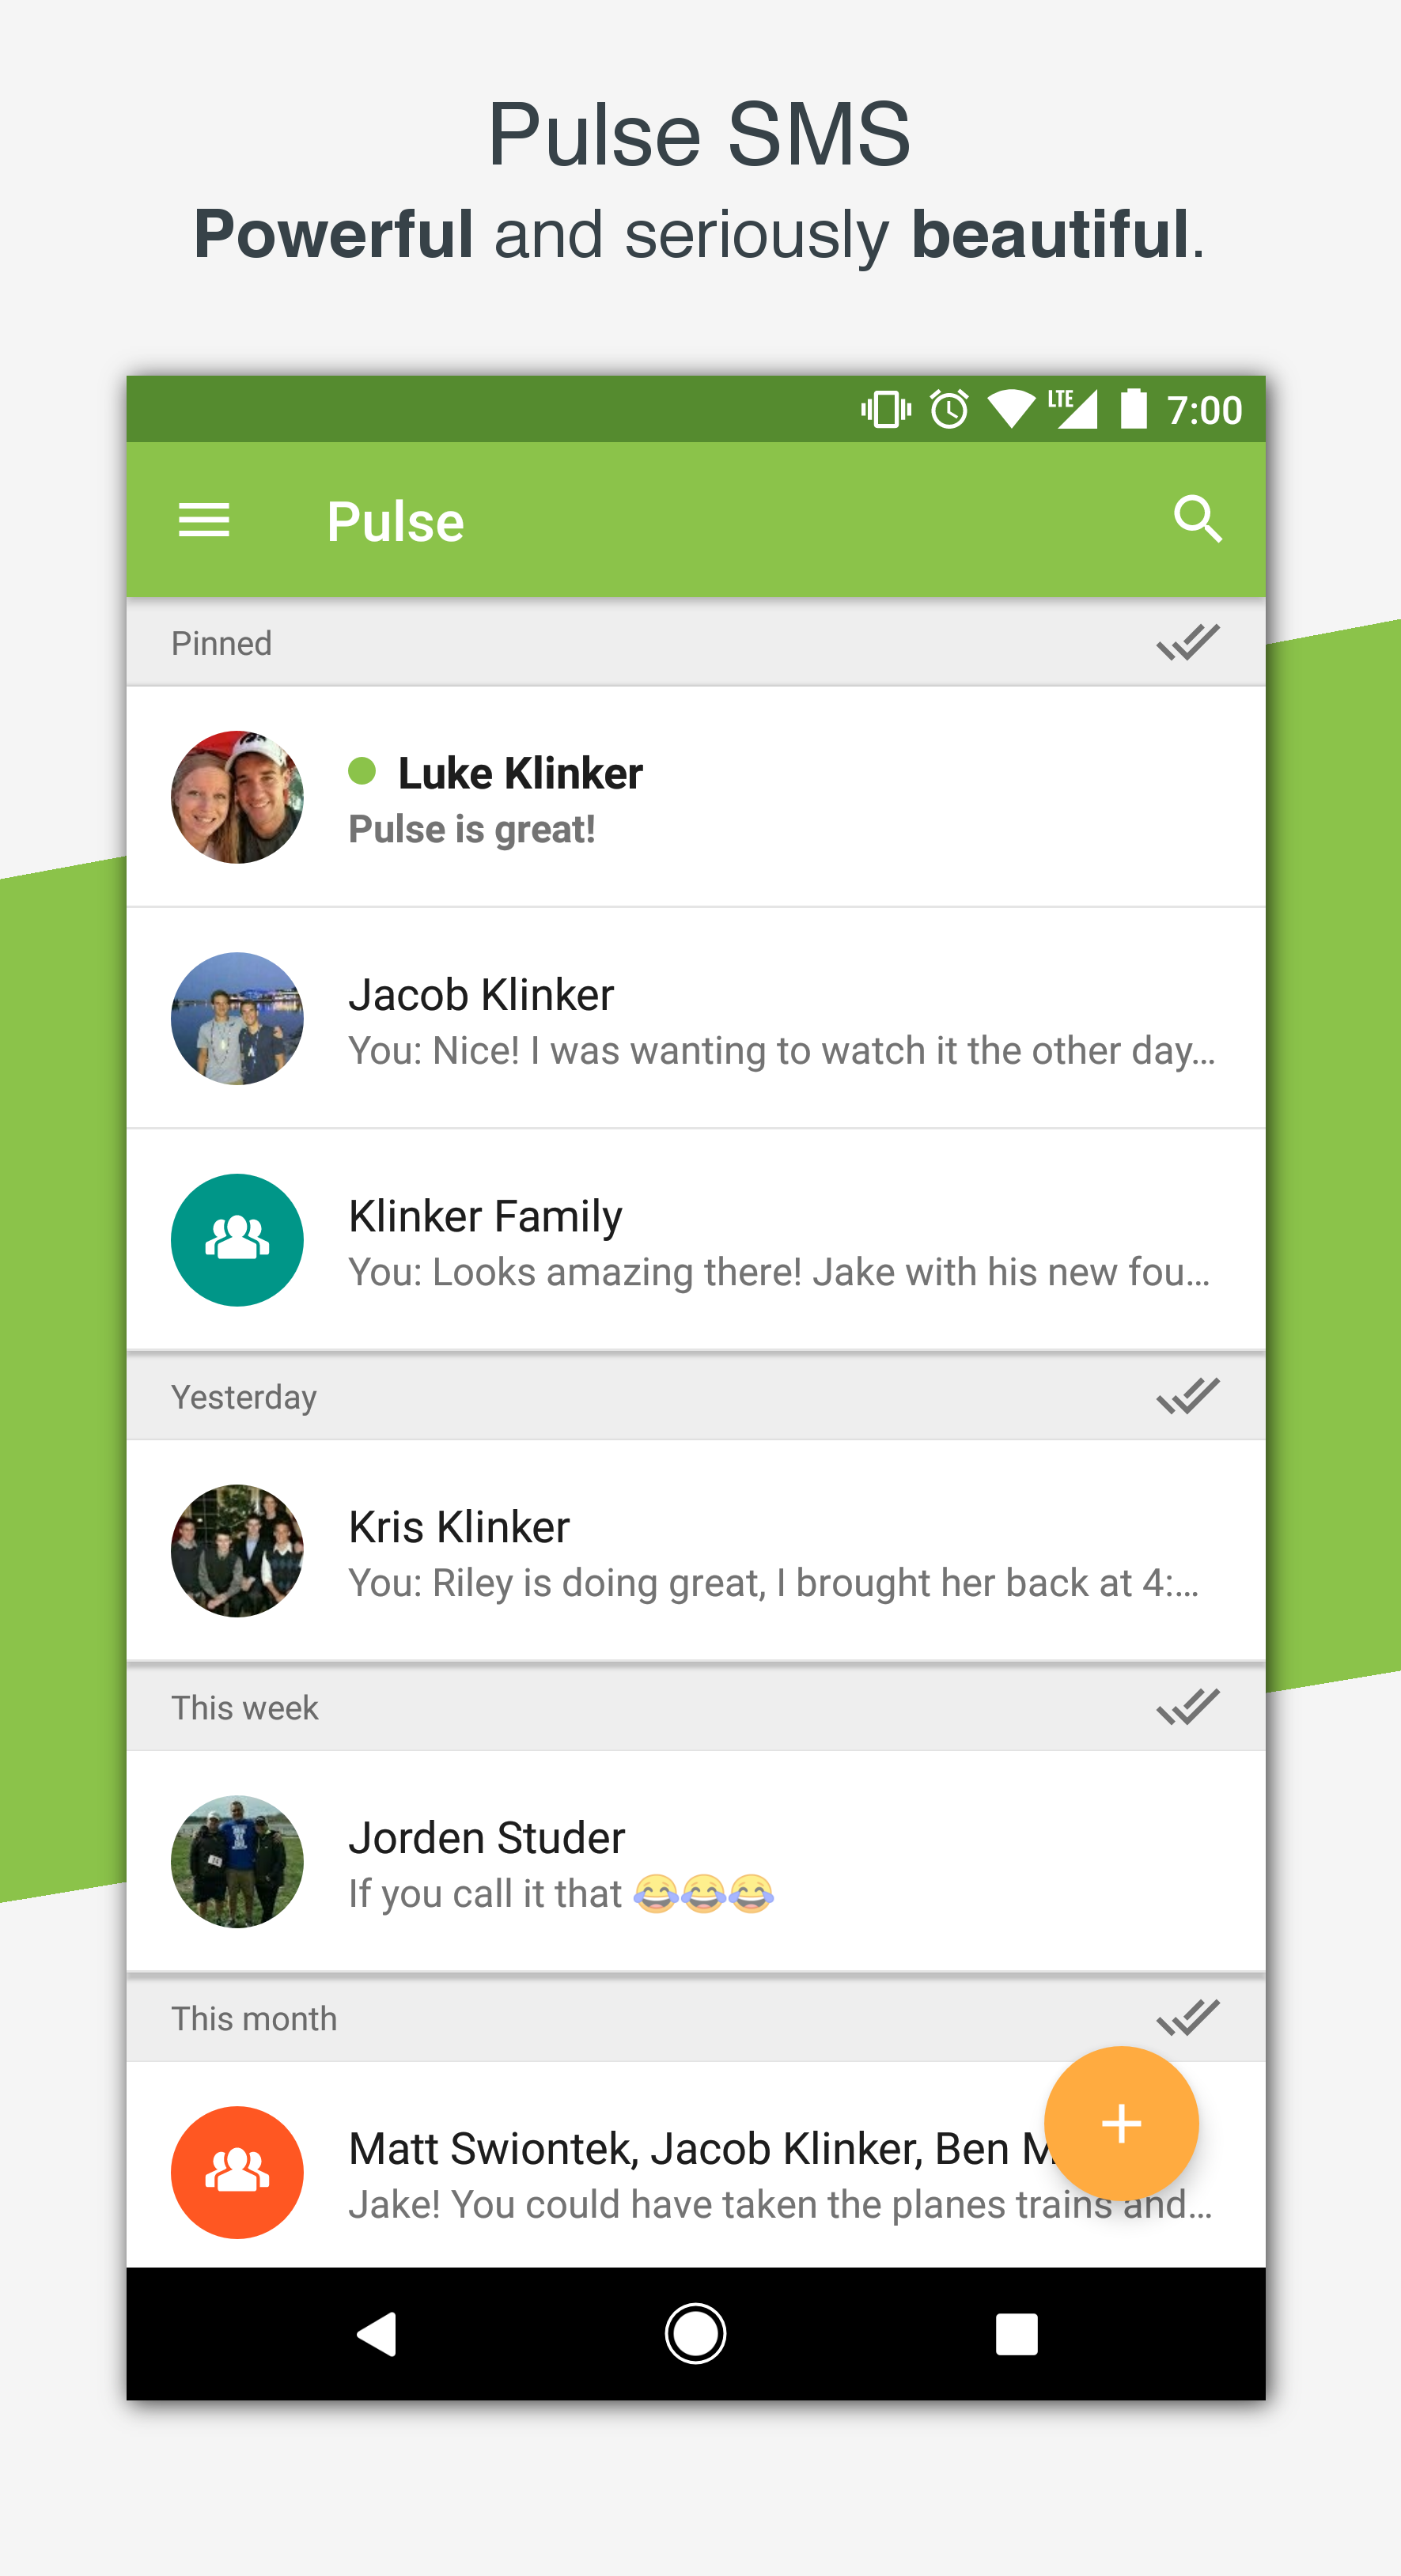 Pulse SMS
Powerful and seriously beautiful.
LTE 7:00
Pulse
Pinned
Luke Klinker
Pulse is great!
Jacob Klinker
You: Nice! I was wanting to watch it the other day...
Klinker Family
You: Looks amazing there! Jake with his new fou...
Yesterday
Kris Klinker
You: Riley is doing great, I brought her back at 4:...
This week
Jorden Studer
If you call it that 😂😂😂
This month
Matt Swiontek, Jacob Klinker, Ben
Jake! You could have taken the planes trains and...